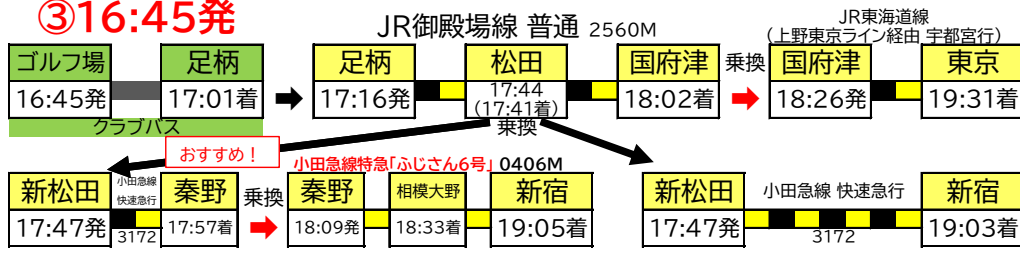 ③16:45発
JR御殿場線 普通 2560M
JR東海道線
(上野東京ライン経由 宇都宮行)
ゴルフ場 足柄 足柄 松田 国府津 乗換 国府津 東京
16:45発 17:01着 17:16発 17:44 18:02着 18:26発 19:31着
(17:41着)
クラブバス 乗換
おすすめ！
小田急線特急「ふじさん6号」 0406M
新松田 小田急線 秦野 乗換 秦野 相模大野 新宿 新松田 小田急線 快速急行 新宿
快速急行
17:47発 17:57着 18:09発 18:33着 19:05着 17:47発 19:03着
3172 3172